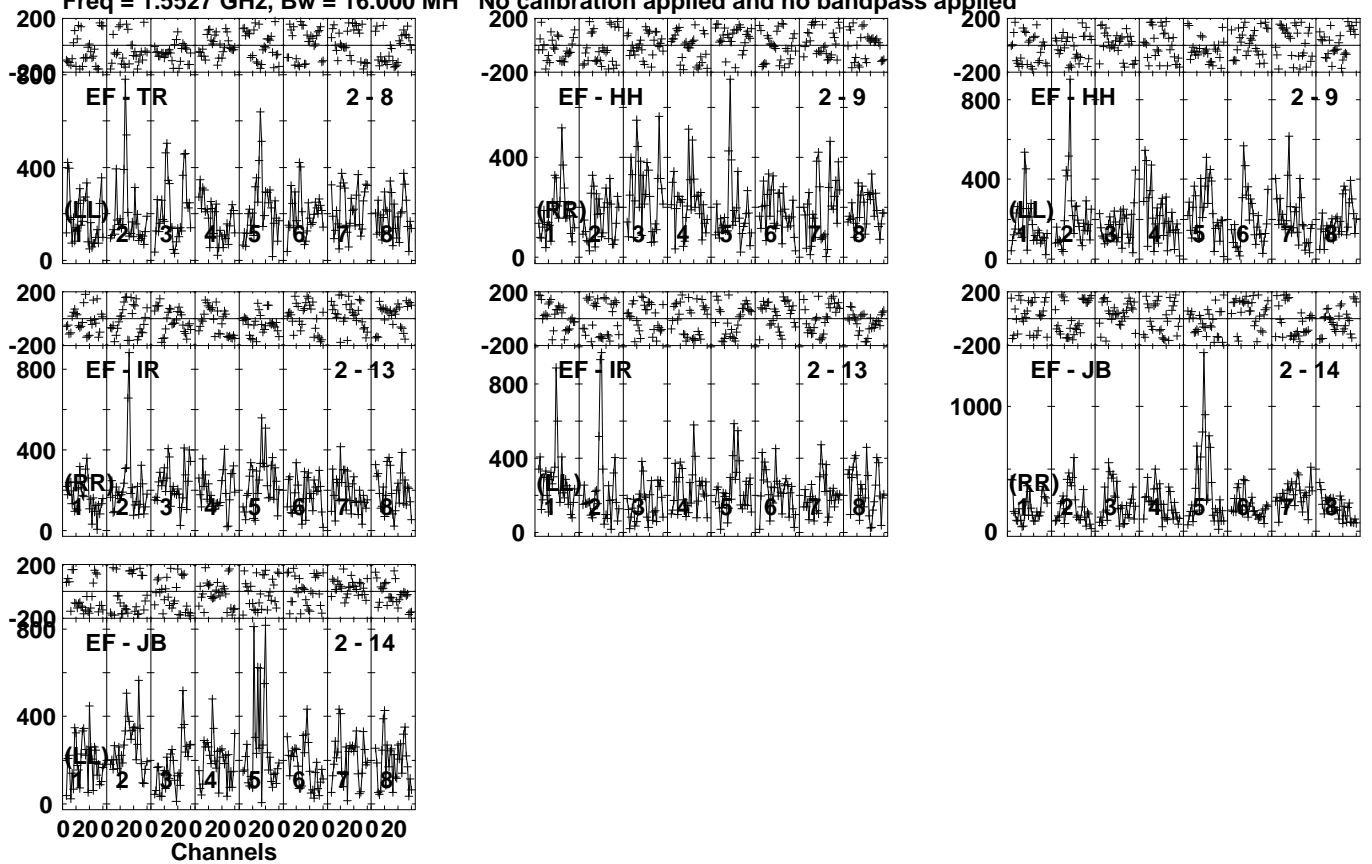 Freq = 1.5527 GHz, Bw = 16.000 MH No calibration applied and no bandpass applied
200 200 200
-200 -200 -200
800 EF - TR 2 - 8 EF - HH 2 - 9 800 EF - HH 2 - 9
400 400 400
(LL) (RR) (LL)
1 2 3 4 5 6 7 8 1 2 3 4 5 6 7 8 1 2 3 4 5 6 7 8
0 0 0
200 200 200
-200 -200 -200
800 EF - IR 2 - 13 EF - IR 2 - 13 EF - JB 2 - 14
800 1000
400 400
(RR) (LL) (RR)
1 2 3 4 5 6 7 8 1 2 3 4 5 6 7 8 1 2 3 4 5 6 7 8
0 0 0
200
-200
800 EF - JB 2 - 14
400
(LL)
1 2 3 4 5 6 7 8
0
0 20 0 20 0 20 0 20 0 20 0 20 0 20 0 20
Channels